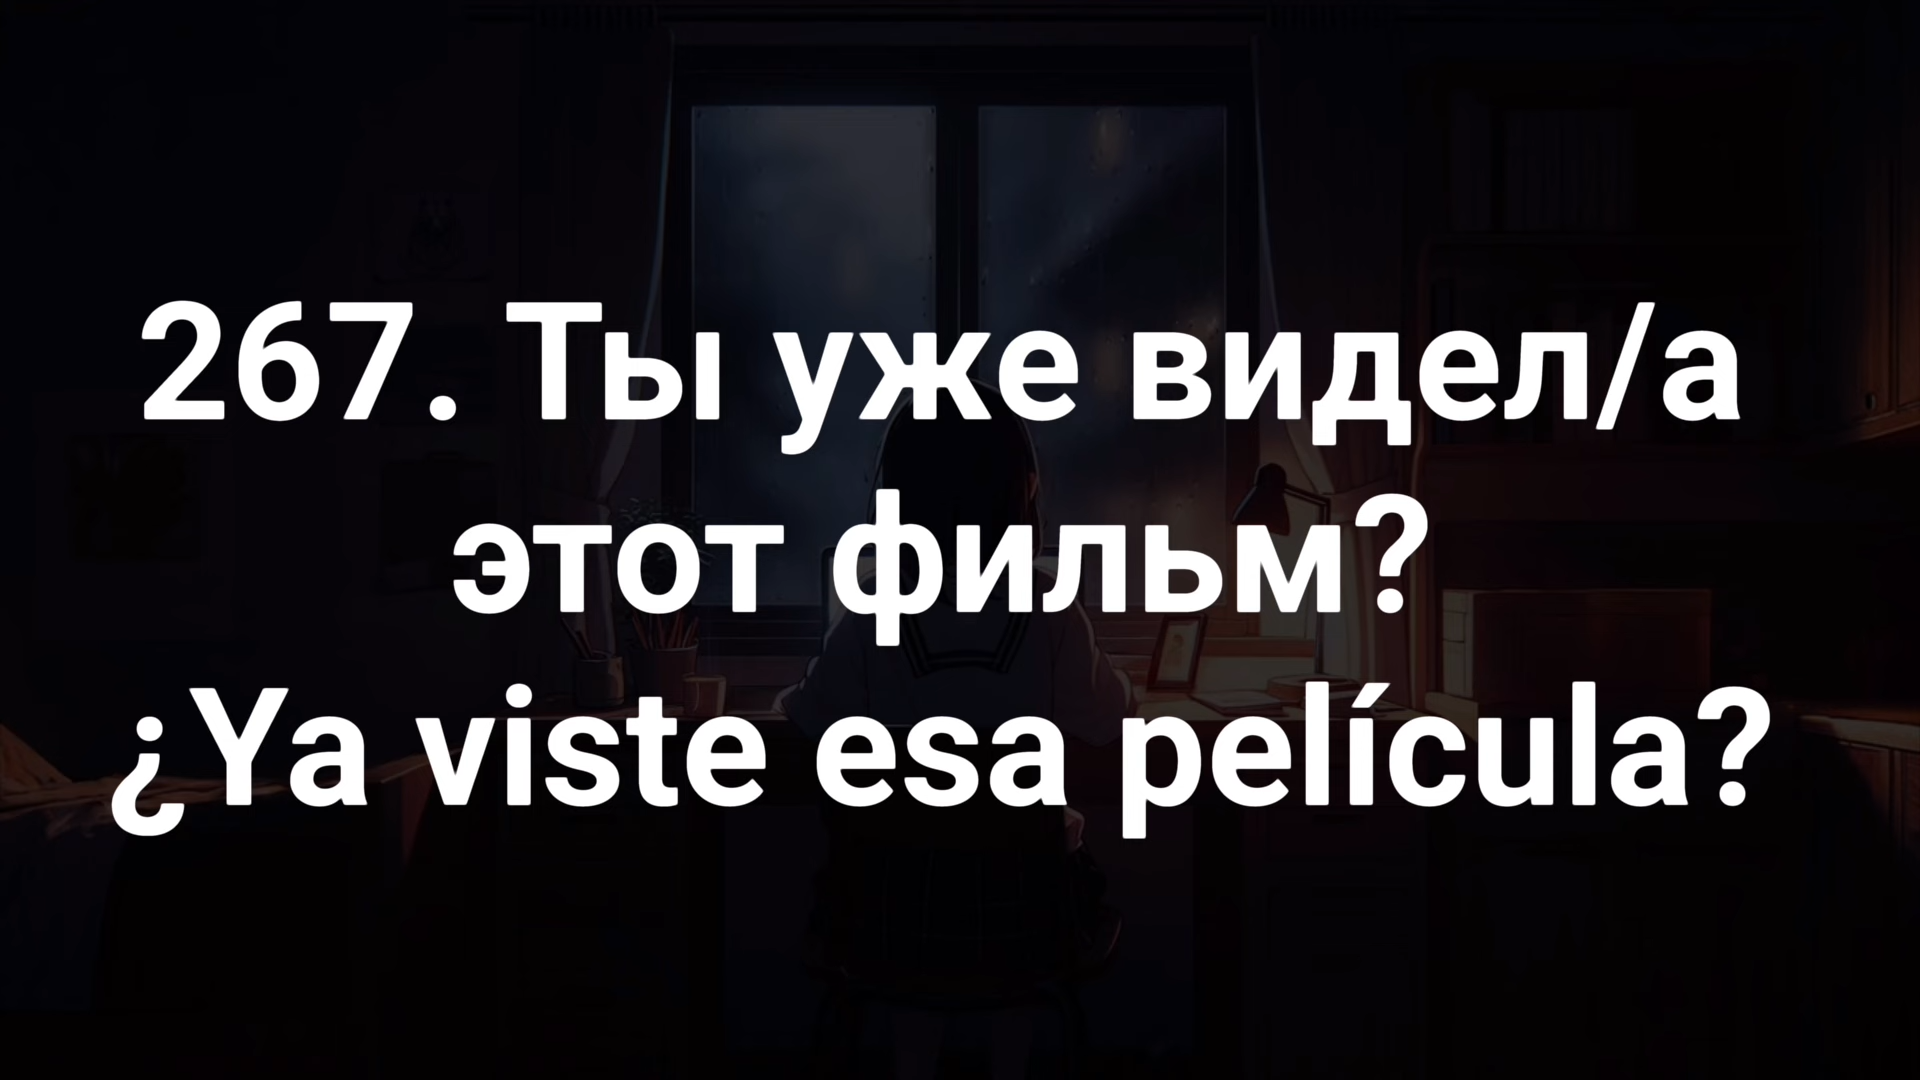 267. Ты уже видел/а
этот фильм?
¿Ya viste esa película?